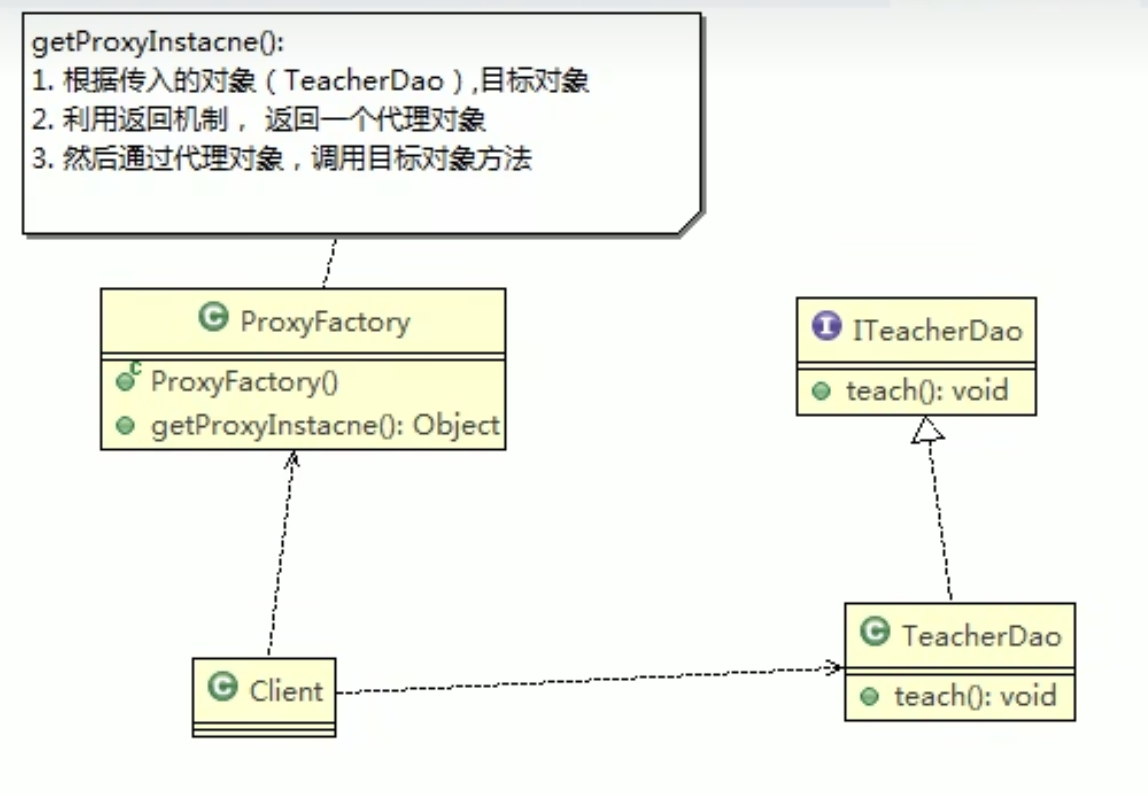 getProxyInstacne():
1. 根据传入的对象（TeacherDao）,目标对象
2. 利用返回机制， 返回一个代理对象
3. 然后通过代理对象，调用目标对象方法
C ProxyFactory
C ProxyFactory()
getProxyInstacne(): Object
I ITeacherDao
teach(): void
C Client
C TeacherDao
teach(): void